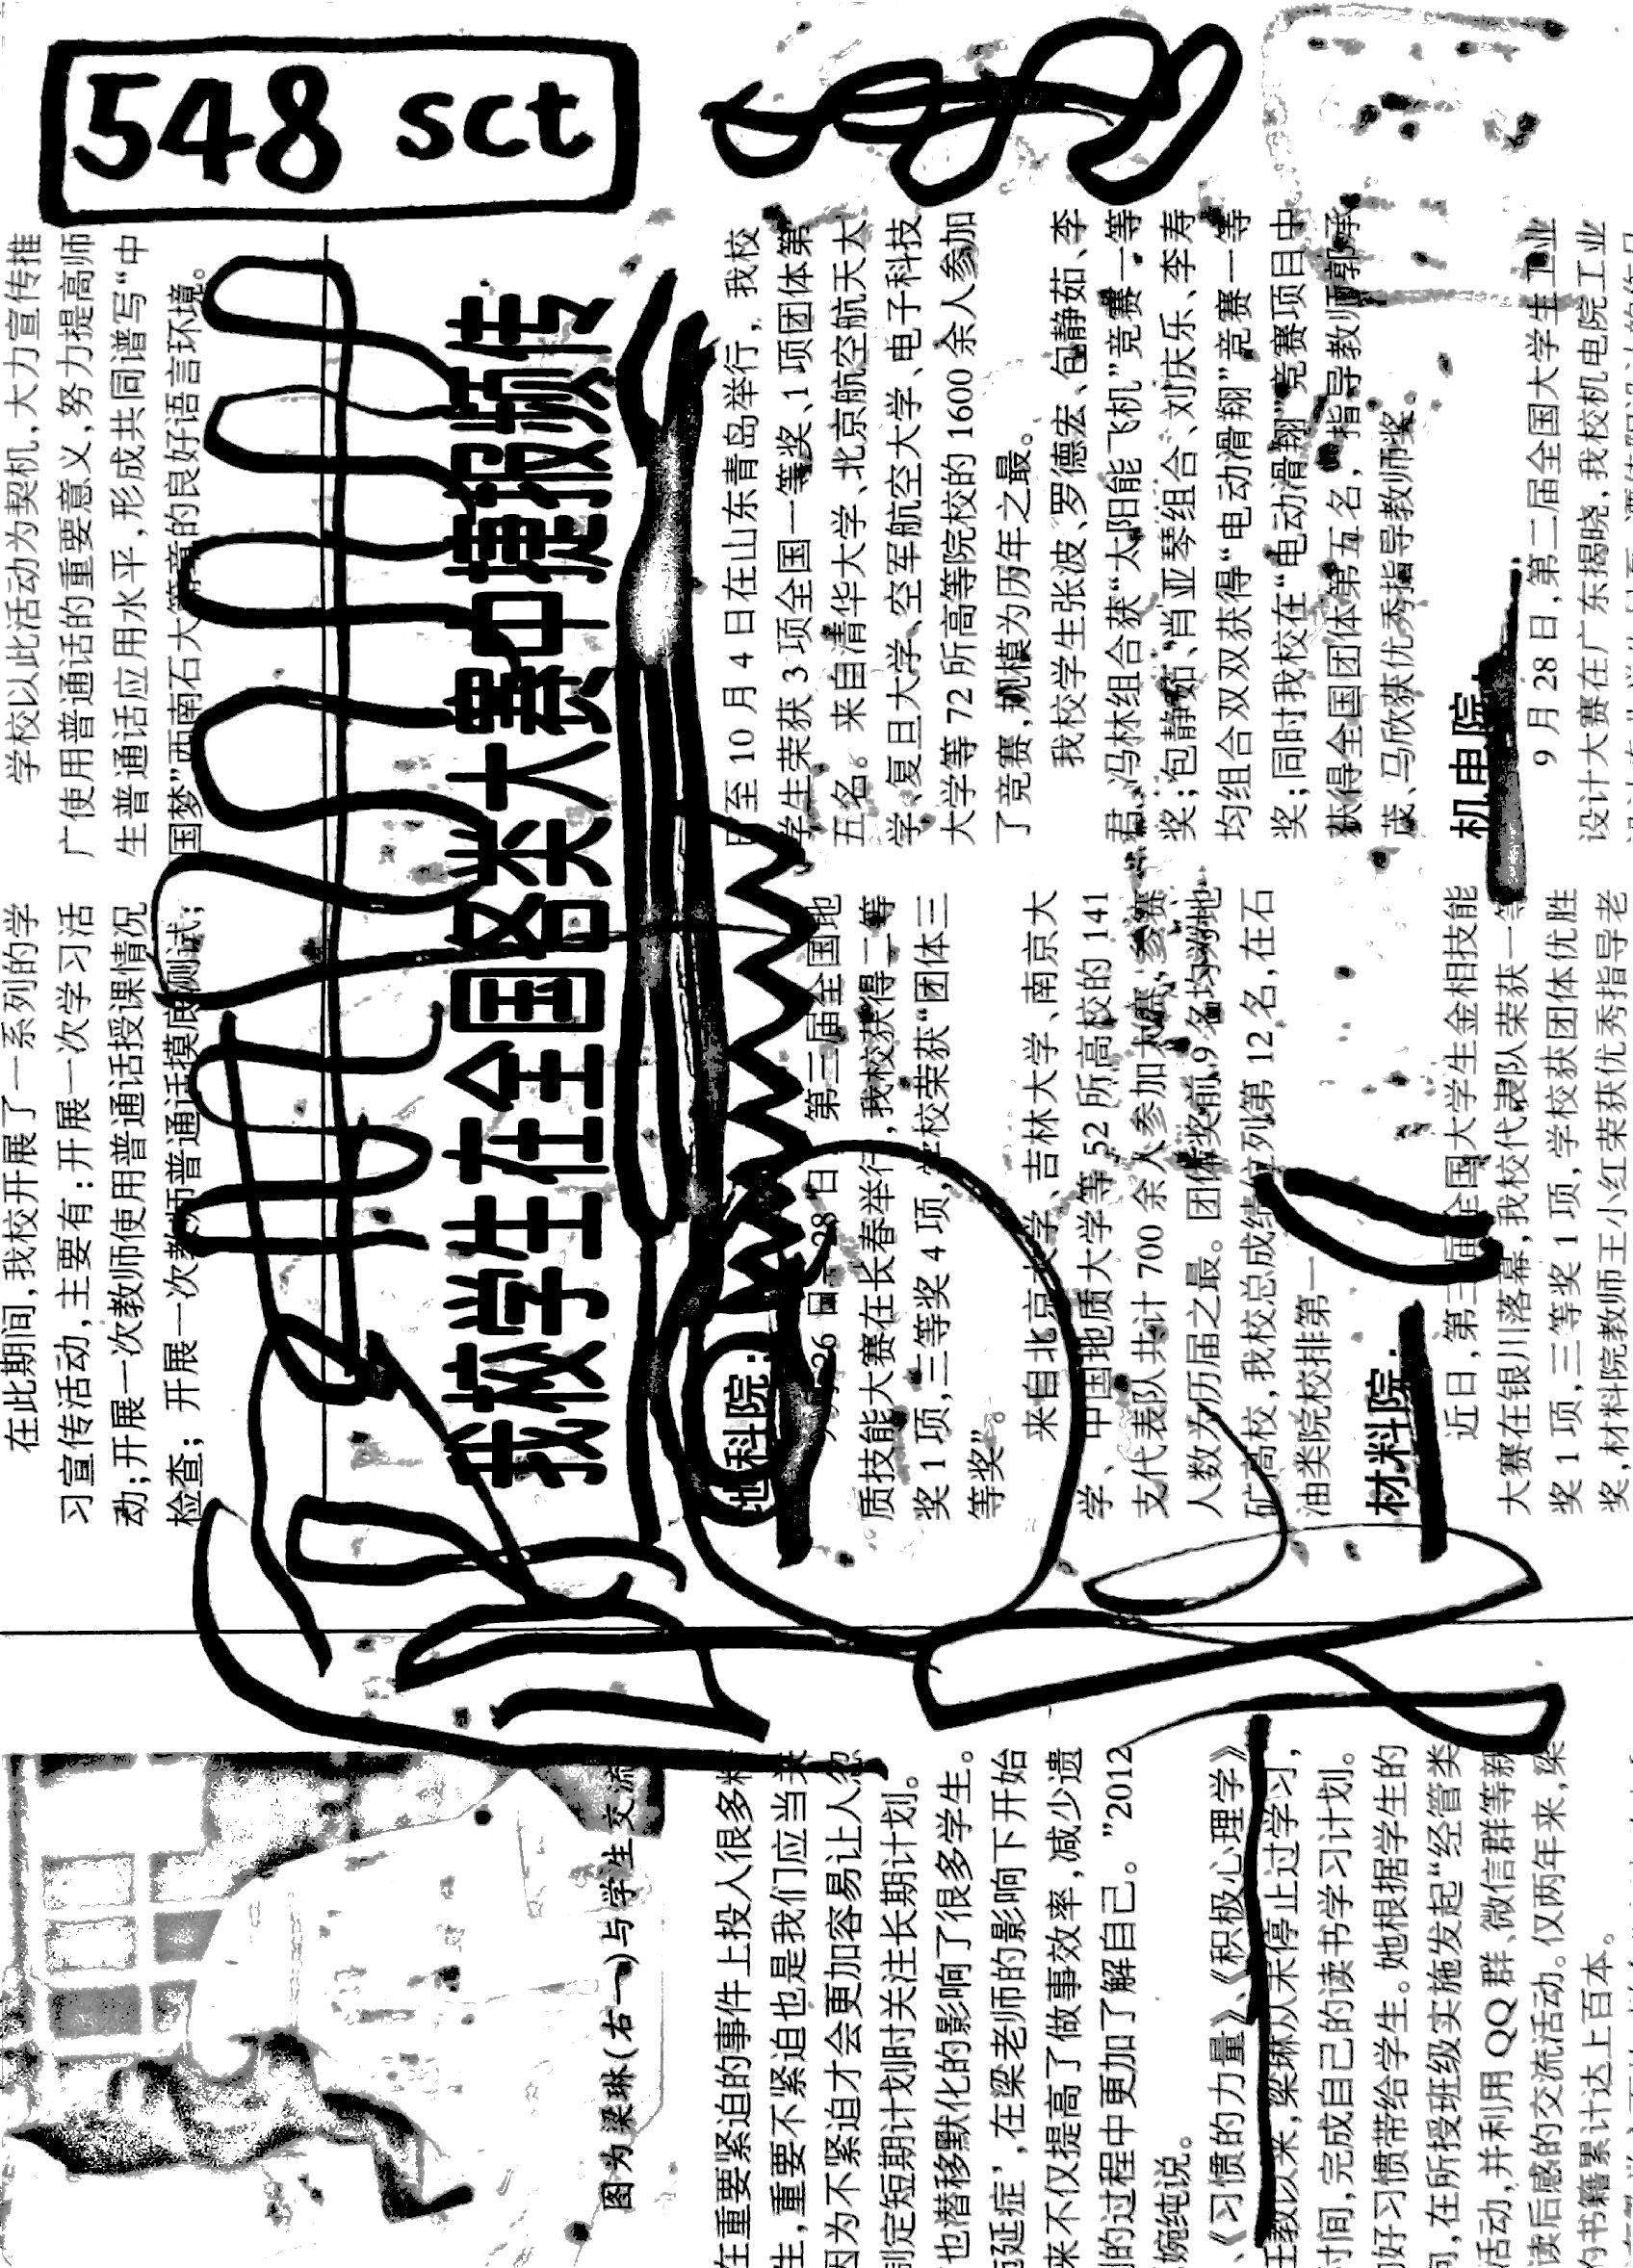 548 sct
学校以此活动为契机,大力宣传推
广使用普通话的重要意义,努力提高师
生普通话应用水平,形成共同谱写“中
国梦”西南石大篇章的良好语言环境。
在此期间,我校开展了一系列的学
习宣传活动,主要有:开展一次学习活
动;开展一次教师使用普通话授课情况
检查;开展一次教师普通话摸底测试;
我校学生在全国各类大赛中捷报频传
地科院:
26日至28日 第三届全国地
质技能大赛在长春举行,我校获得二等
奖1项,三等奖4项,学校荣获“团体三
等奖”。
来自北京大学、吉林大学、南京大
学、中国地质大学等52所高校的141
支代表队共计700余人参加大赛,参赛
人数为历届之最。团体奖前9名均为地
矿高校,我校总成绩位列第12名,在石
油类院校排第一
材料院:
近日,第三届全国大学生金相技能
大赛在银川落幕,我校代表队荣获一等
奖1项,三等奖1项,学校获团体优胜
奖,材料院教师王小红荣获优秀指导老
至10月4日在山东青岛举行,我校
学生荣获3项全国一等奖、1项团体第
五名。来自清华大学、北京航空航天大
学、复旦大学、空军航空大学、电子科技
大学等72所高等院校的1600余人参加
了竞赛,规模为历年之最。
我校学生张波、罗德宏、包静茹、李
君、冯林组合获“太阳能飞机”竞赛一等
奖;包静茹、肖亚琴组合、刘庆乐、李寿
均组合双双获得“电动滑翔”竞赛一等
奖;同时我校在“电动滑翔”竞赛项目中
获得全国团体第五名,指导教师郭承
茂、马欣获优秀指导教师奖。
机电院
9月28日,第二届全国大学生工业
设计大赛在广东揭晓,我校机电院工业
图为梁琳(右一)与学生交流
在重要紧迫的事件上投入很多精
生,重要不紧迫也是我们应当关
因为不紧迫才会更加容易让人忽
制定短期计划时关注长期计划。
也潜移默化的影响了很多学生。
拖延症’,在梁老师的影响下开始
来不仅提高了做事效率,减少遗
的过程中更加了解自己。”2012
婉纯说。
、《习惯的力量》、《积极心理学》
任教以来,梁琳从未停止过学习,
时间,完成自己的读书学习计划。
的好习惯带给学生。她根据学生的
间,在所授班级实施发起“经管类
活动,并利用QQ群、微信群等新
读后感的交流活动。仅两年来,梁
的书籍累计达上百本。